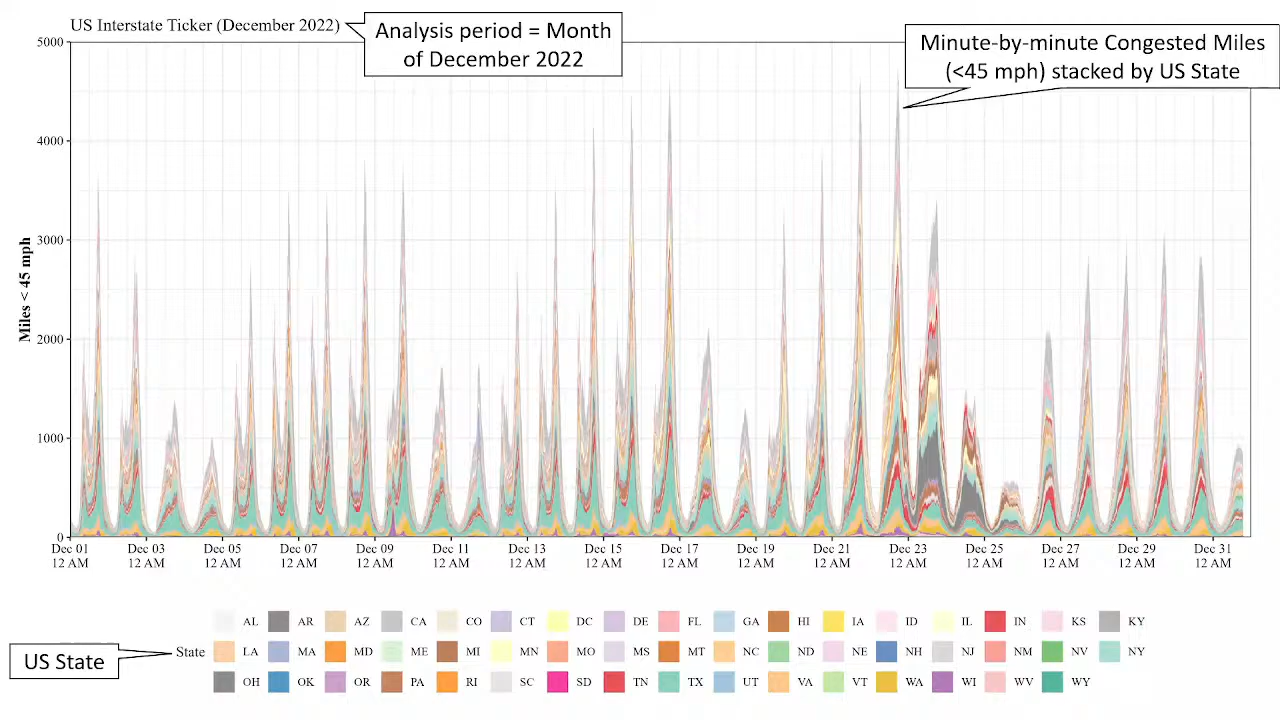 US Interstate Ticker (December 2022)
Analysis period = Month
of December 2022
Minute-by-minute Congested Miles
(<45 mph) stacked by US State
5000
4000
3000
2000
1000
0
Miles < 45 mph
Dec 01 Dec 03 Dec 05 Dec 07 Dec 09 Dec 11 Dec 13 Dec 15 Dec 17 Dec 19 Dec 21 Dec 23 Dec 25 Dec 27 Dec 29 Dec 31
12 AM 12 AM 12 AM 12 AM 12 AM 12 AM 12 AM 12 AM 12 AM 12 AM 12 AM 12 AM 12 AM 12 AM 12 AM 12 AM
AL AR AZ CA CO CT DC DE FL GA HI IA ID IL IN KS KY
US State
State LA MA MD ME MI MN MO MS MT NC ND NE NH NJ NM NV NY
OH OK OR PA RI SC SD TN TX UT VA VT WA WI WV WY